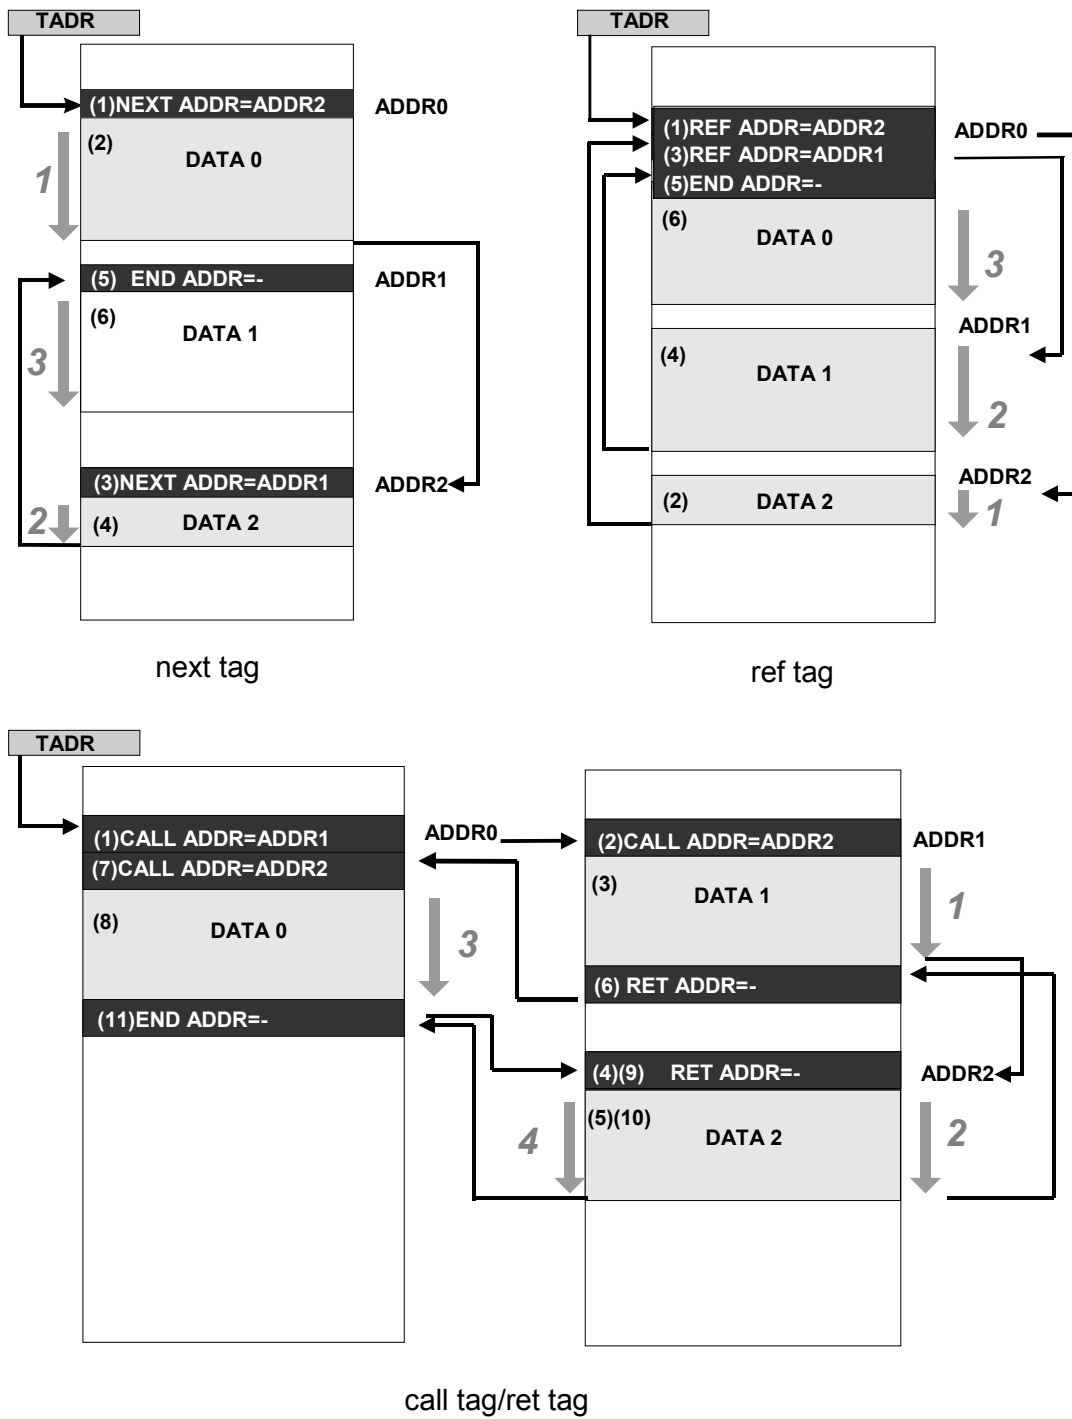 TADR
(1)NEXT ADDR=ADDR2
ADDR0
(2)
DATA 0
1
(5) END ADDR=-
ADDR1
(6)
DATA 1
3
(3)NEXT ADDR=ADDR1
ADDR2
2
(4)
DATA 2
next tag
TADR
(1)REF ADDR=ADDR2
ADDR0
(3)REF ADDR=ADDR1
(5)END ADDR=-
(6)
DATA 0
3
ADDR1
(4)
DATA 1
2
ADDR2
(2)
DATA 2
1
ref tag
TADR
(1)CALL ADDR=ADDR1
ADDR0
(7)CALL ADDR=ADDR2
(8)
DATA 0
3
(11)END ADDR=-
(2)CALL ADDR=ADDR2
ADDR1
(3)
DATA 1
1
(6) RET ADDR=-
(4)(9) RET ADDR=-
ADDR2
(5)(10)
DATA 2
4
2
call tag/ret tag